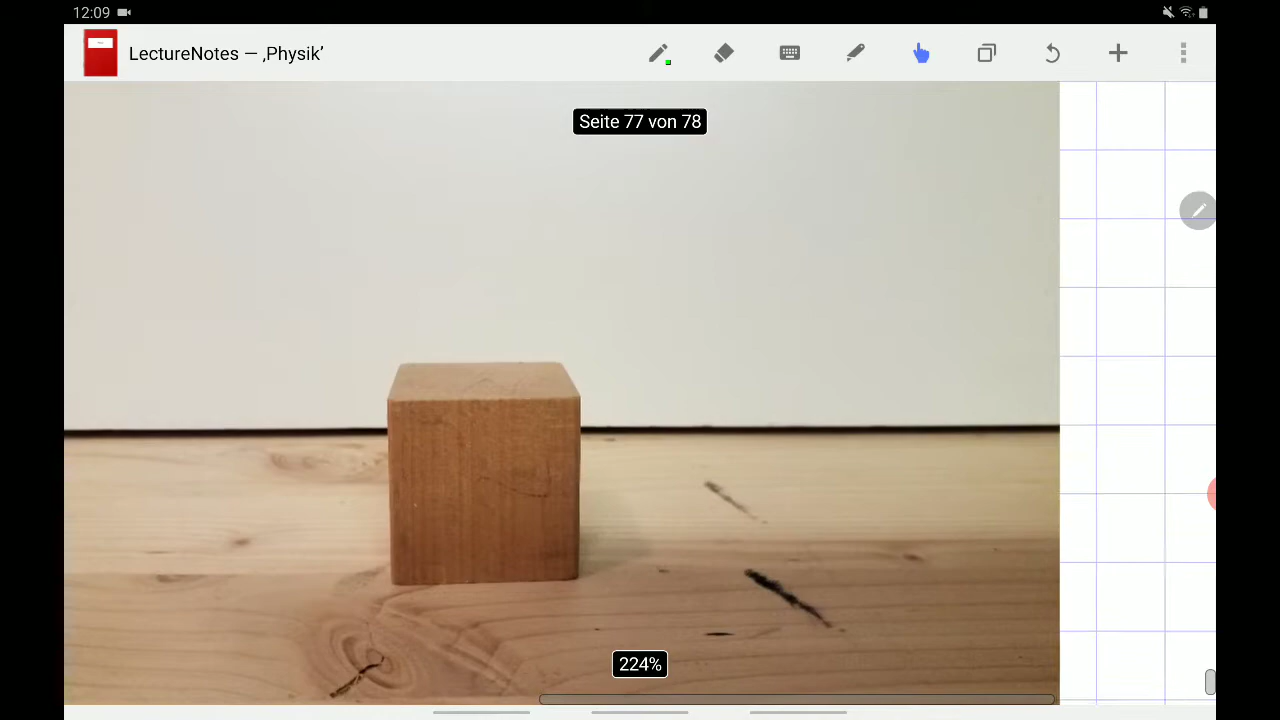 12:09
LectureNotes — ‚Physik‘
Seite 77 von 78
224%